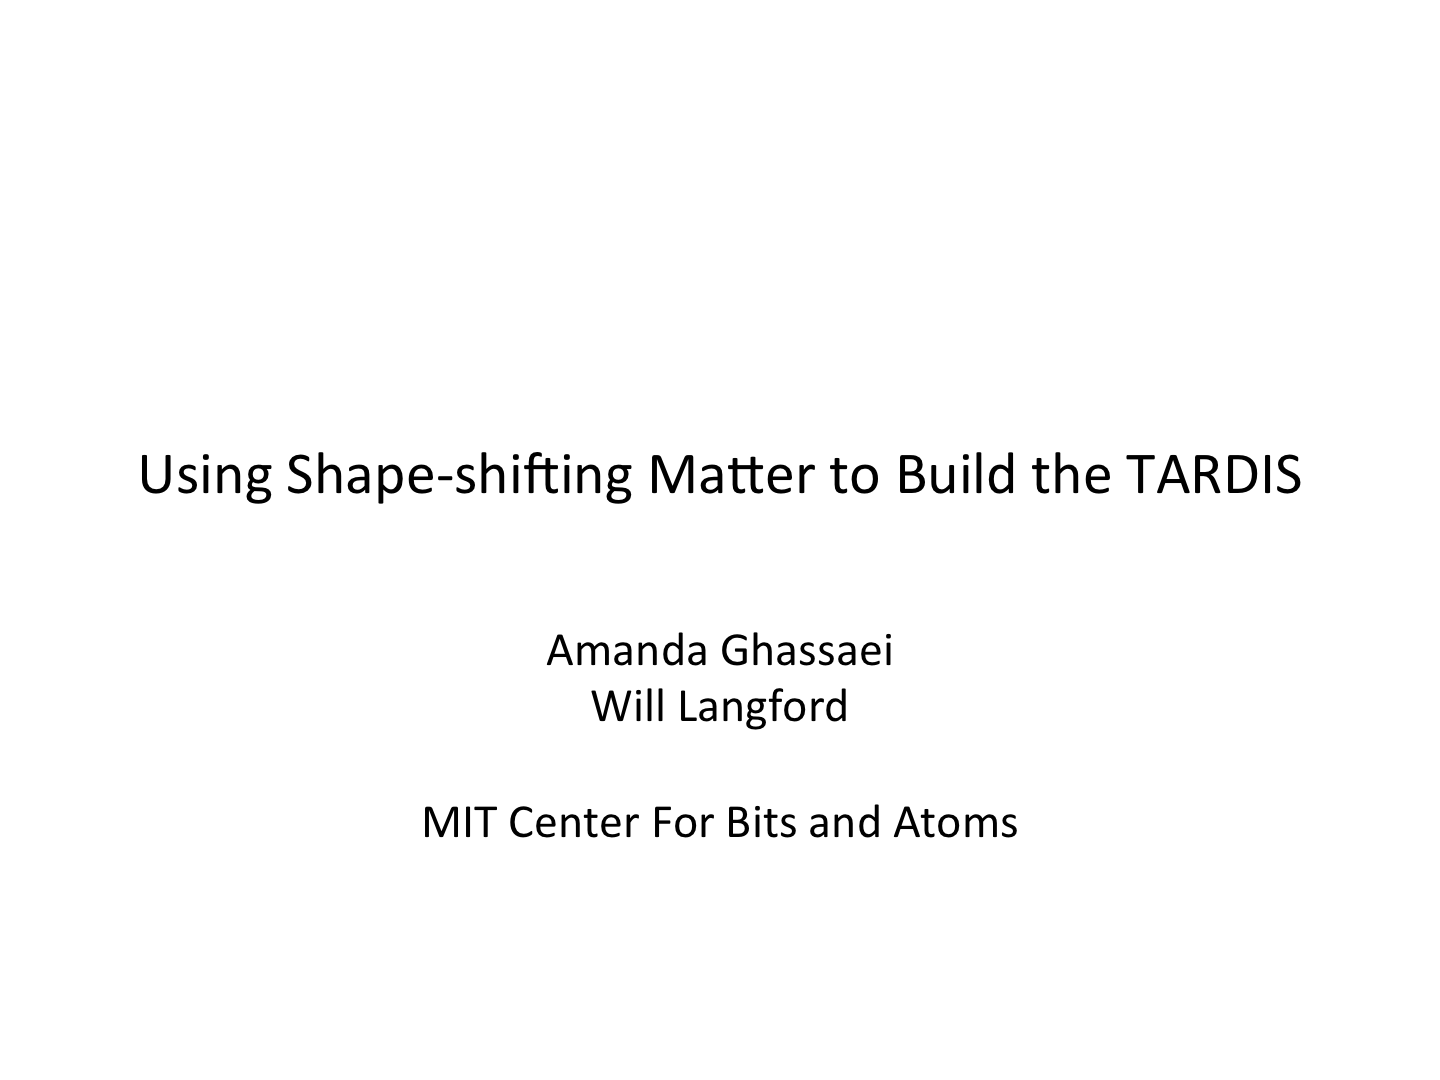 Using Shape-shifting Matter to Build the TARDIS
Amanda Ghassaei
Will Langford
MIT Center For Bits and Atoms